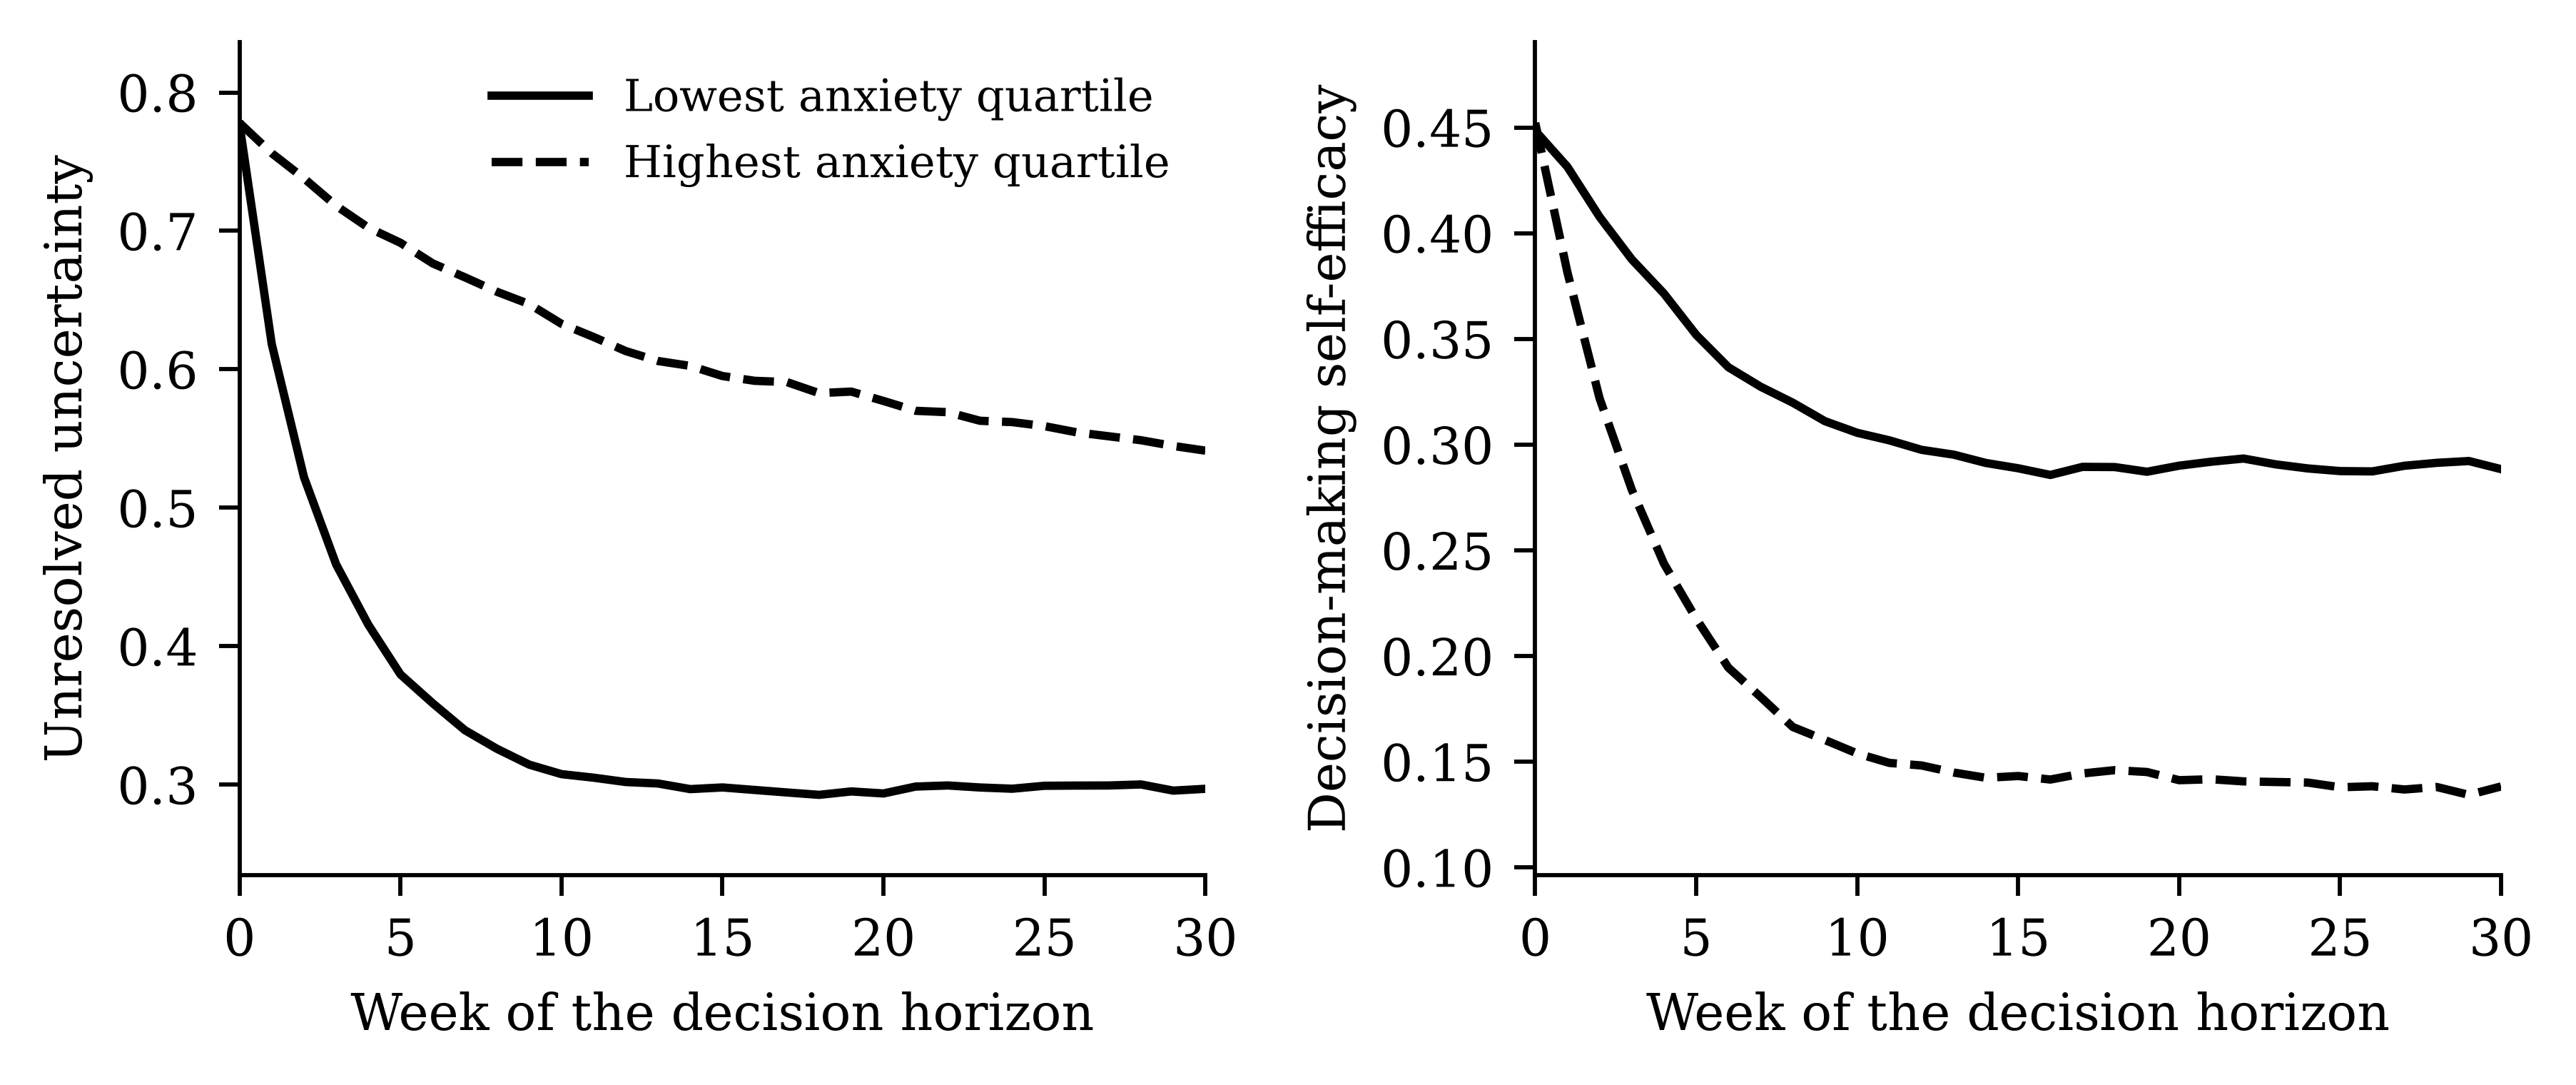 Unresolved uncertainty
0.8
0.7
0.6
0.5
0.4
0.3
Lowest anxiety quartile
Highest anxiety quartile
0 5 10 15 20 25 30
Week of the decision horizon
Decision-making self-efficacy
0.45
0.40
0.35
0.30
0.25
0.20
0.15
0.10
0 5 10 15 20 25 30
Week of the decision horizon